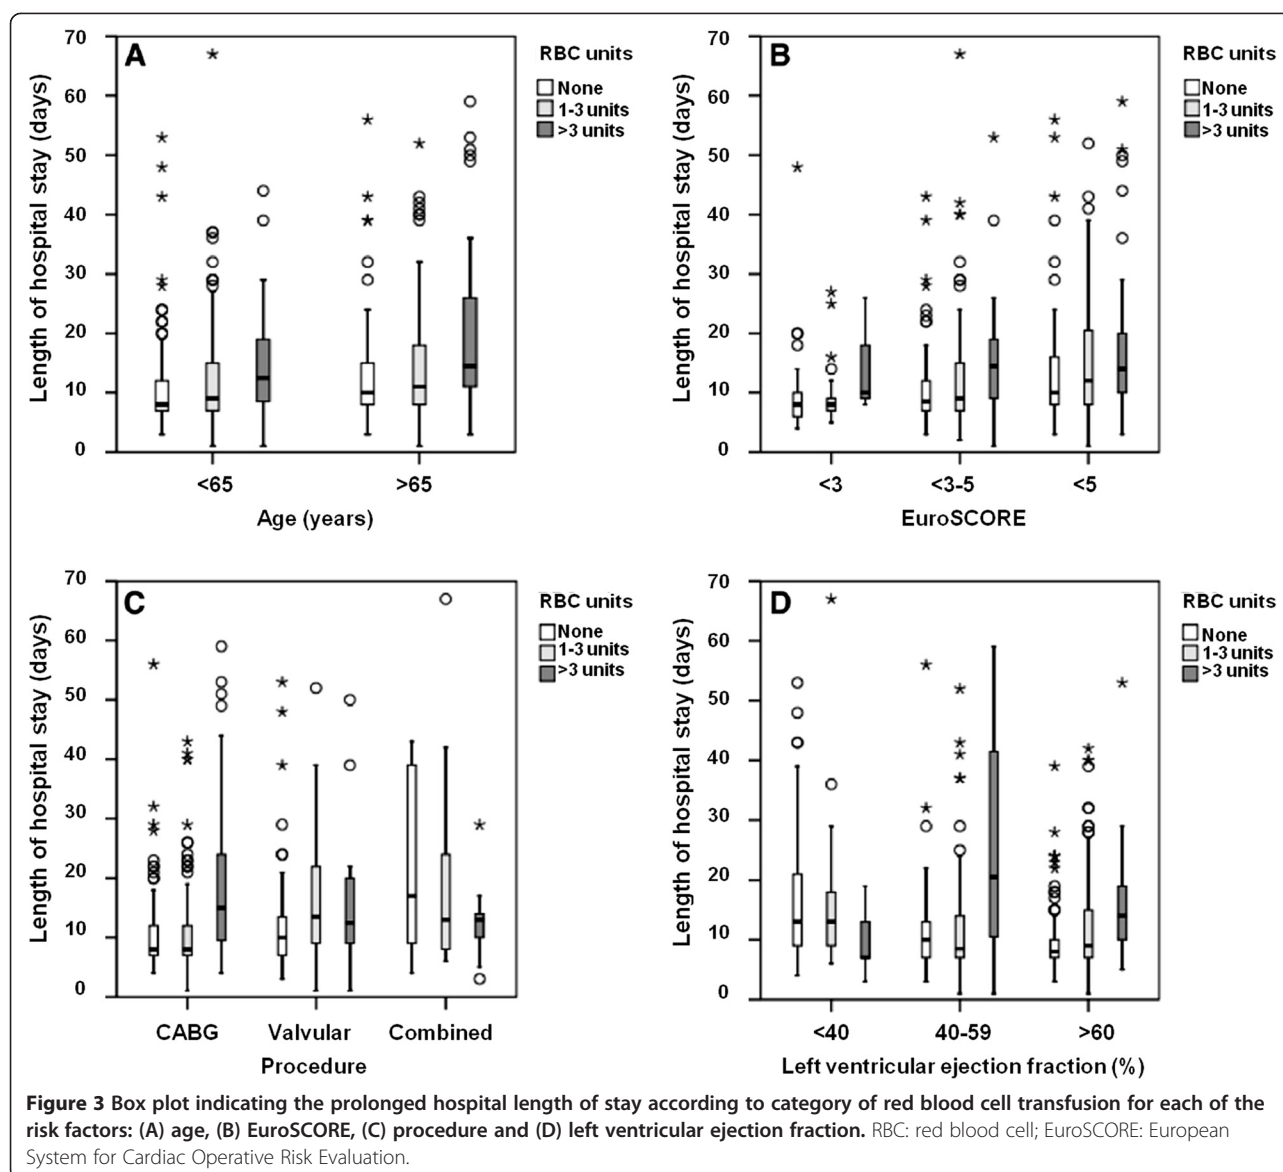 A
RBC units
None
1-3 units
>3 units
Length of hospital stay (days)
70
60
50
40
30
20
10
0
<65
>65
Age (years)
B
RBC units
None
1-3 units
>3 units
Length of hospital stay (days)
70
60
50
40
30
20
10
0
<3
<3-5
<5
EuroSCORE
C
RBC units
None
1-3 units
>3 units
Length of hospital stay (days)
70
60
50
40
30
20
10
0
CABG
Valvular
Combined
Procedure
D
RBC units
None
1-3 units
>3 units
Length of hospital stay (days)
70
60
50
40
30
20
10
0
<40
40-59
>60
Left ventricular ejection fraction (%)
Figure 3 Box plot indicating the prolonged hospital length of stay according to category of red blood cell transfusion for each of the
risk factors: (A) age, (B) EuroSCORE, (C) procedure and (D) left ventricular ejection fraction. RBC: red blood cell; EuroSCORE: European
System for Cardiac Operative Risk Evaluation.